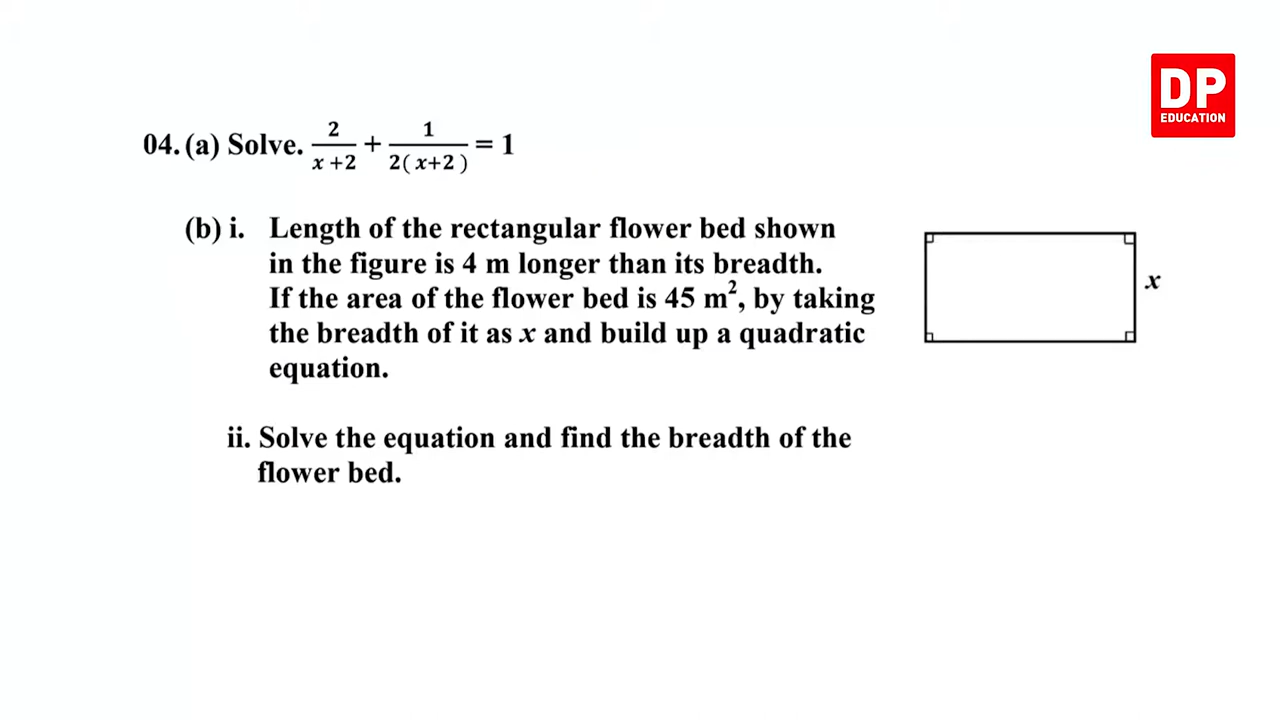 DP
EDUCATION
04. (a) Solve. 2/(x +2) + 1/(2( x+2 )) = 1
(b) i. Length of the rectangular flower bed shown
in the figure is 4 m longer than its breadth.
If the area of the flower bed is 45 m², by taking
the breadth of it as x and build up a quadratic
equation.
x
ii. Solve the equation and find the breadth of the
flower bed.